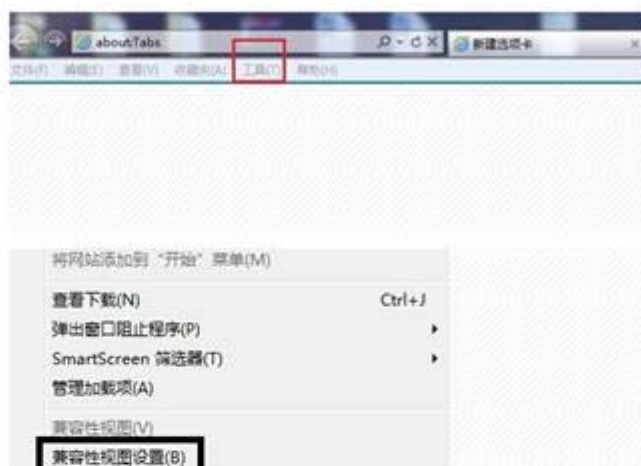 about:Tabs
新建选项卡
文件(F) 编辑(E) 查看(V) 收藏夹(A) 工具(T) 帮助(H)
将网站添加到“开始”菜单(M)
查看下载(N) Ctrl+J
弹出窗口阻止程序(P)
SmartScreen 筛选器(T)
管理加载项(A)
兼容性视图(V)
兼容性视图设置(B)